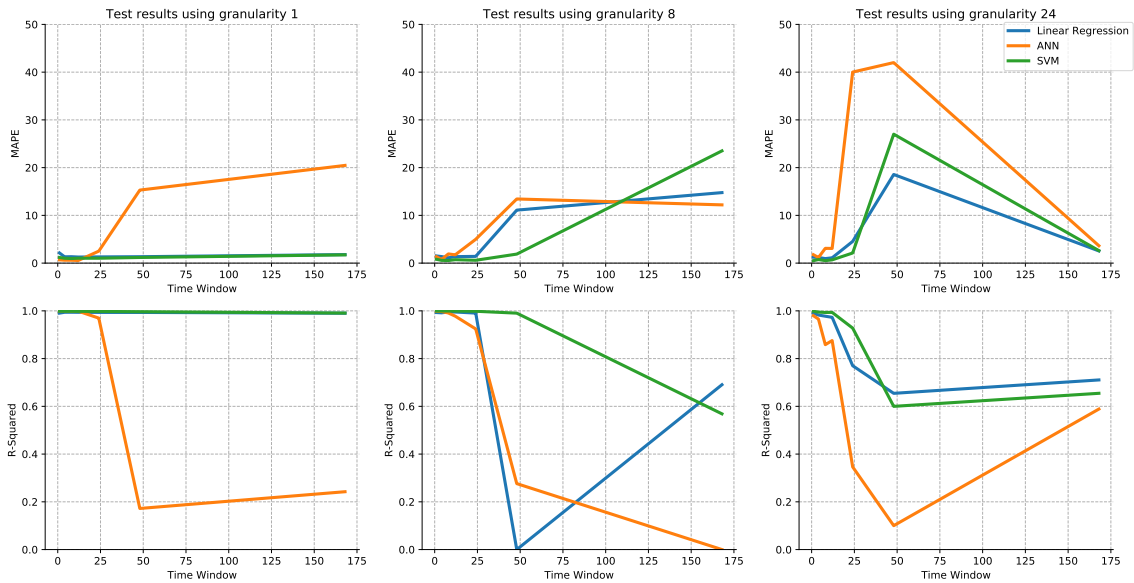 Test results using granularity 1
Test results using granularity 8
Test results using granularity 24
Linear Regression
ANN
SVM
MAPE
50
40
30
20
10
0
0 25 50 75 100 125 150 175
Time Window
MAPE
50
40
30
20
10
0
0 25 50 75 100 125 150 175
Time Window
MAPE
50
40
30
20
10
0
0 25 50 75 100 125 150 175
Time Window
R-Squared
1.0
0.8
0.6
0.4
0.2
0.0
0 25 50 75 100 125 150 175
Time Window
R-Squared
1.0
0.8
0.6
0.4
0.2
0.0
0 25 50 75 100 125 150 175
Time Window
R-Squared
1.0
0.8
0.6
0.4
0.2
0.0
0 25 50 75 100 125 150 175
Time Window